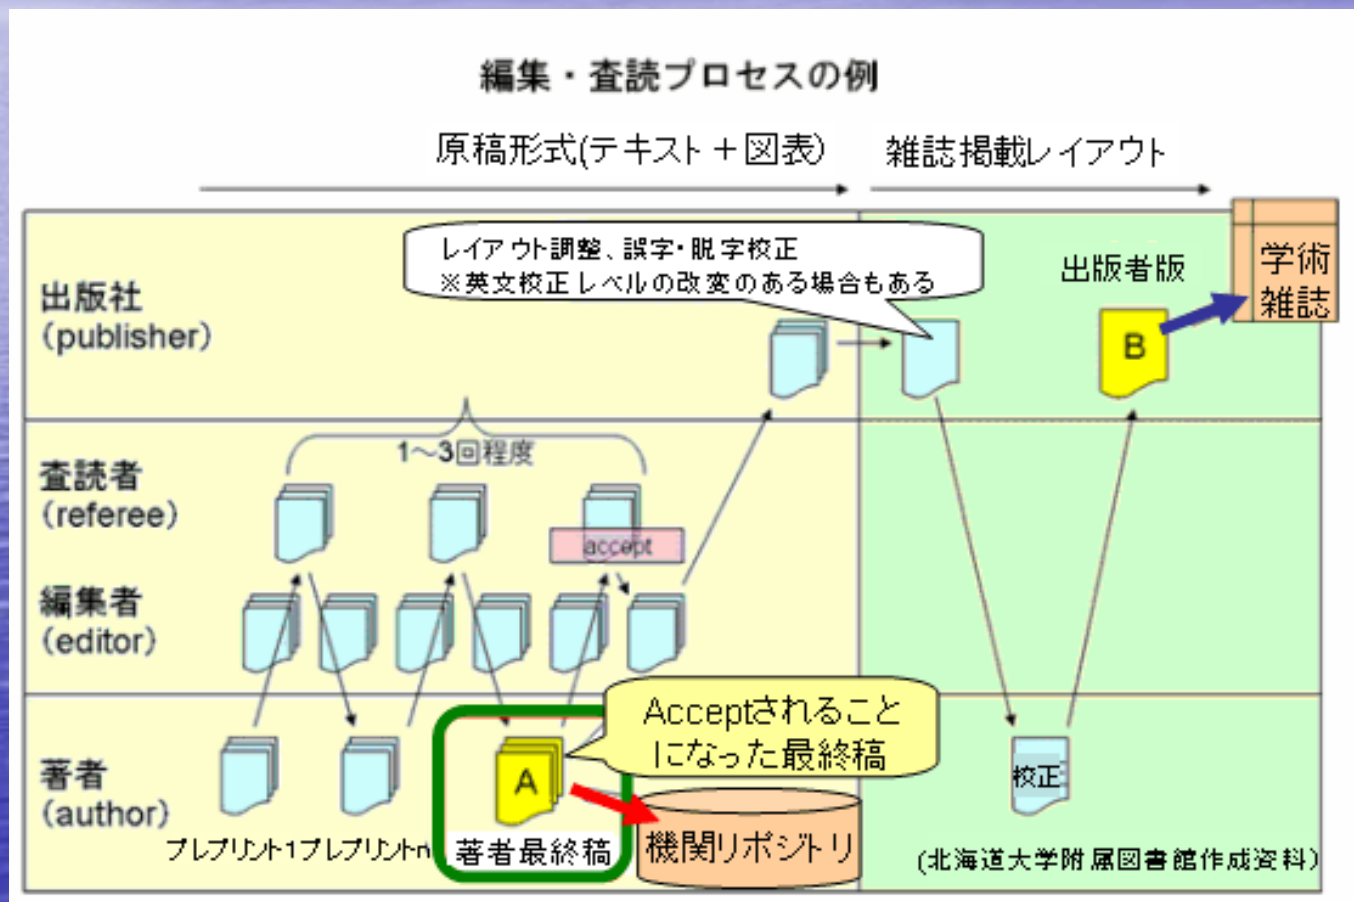 編集・査読プロセスの例
原稿形式(テキスト＋図表)
雑誌掲載レイアウト
レイアウト調整、誤字・脱字校正
※英文校正レベルの改変のある場合もある
出版社
(publisher)
出版者版
学術
雑誌
B
1～3回程度
査読者
(referee)
accept
編集者
(editor)
Acceptされること
になった最終稿
著者
(author)
A
校正
プレプリント1
プレプリントn
著者最終稿
機関リポジトリ
(北海道大学附属図書館作成資料)